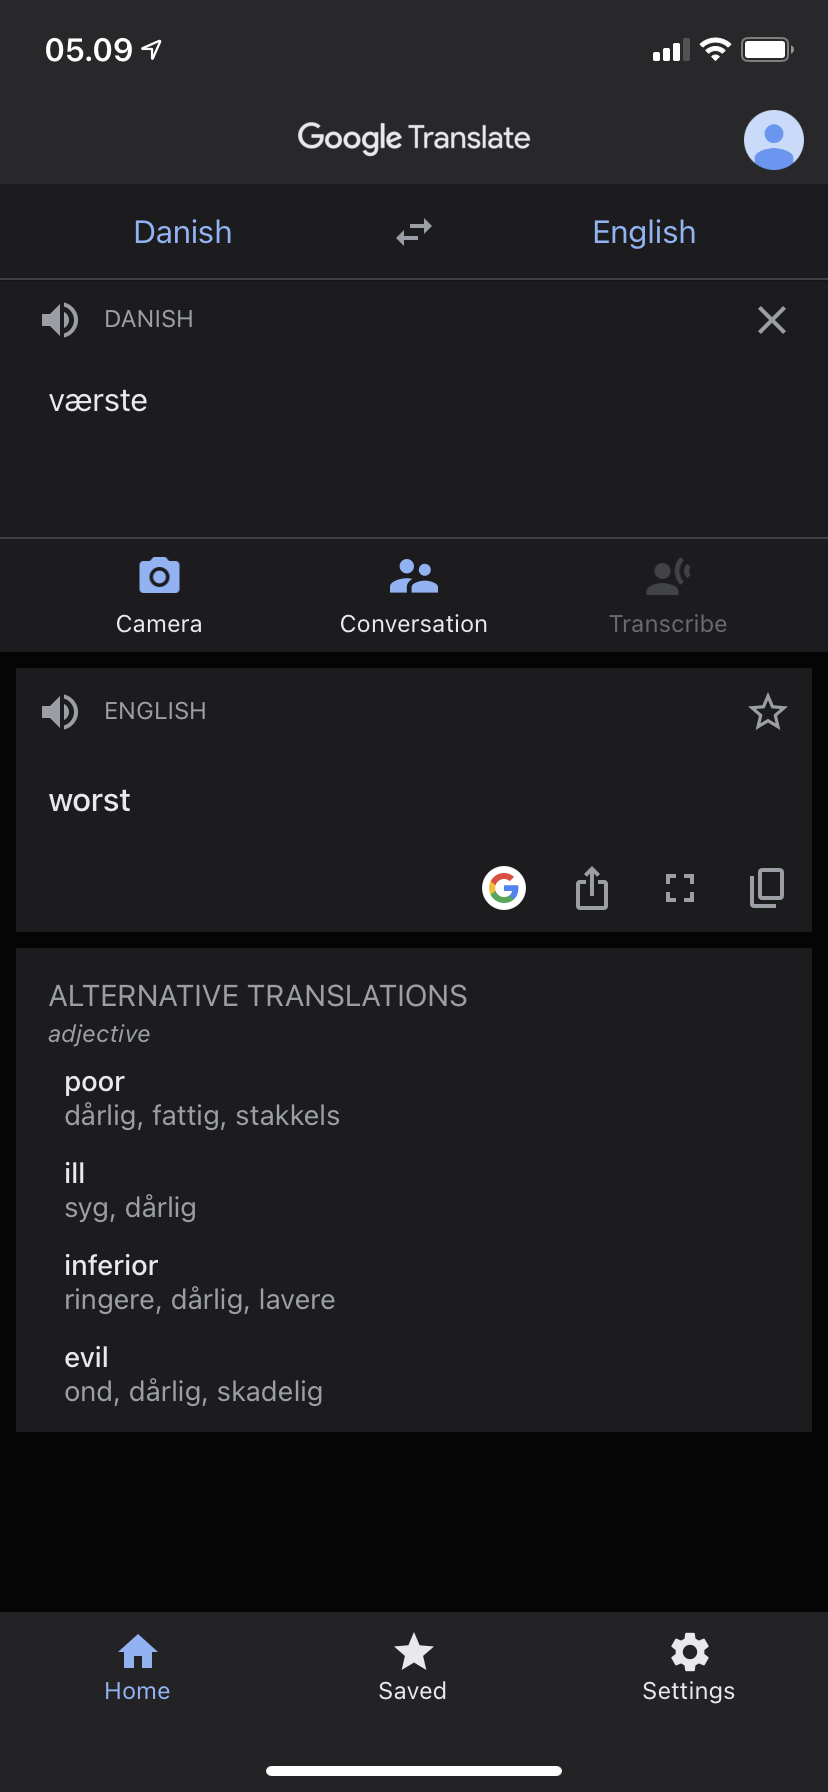 05.09
Google Translate
Danish English
DANISH
værste
Camera Conversation Transcribe
ENGLISH
worst
ALTERNATIVE TRANSLATIONS
adjective
poor
dårlig, fattig, stakkels
ill
syg, dårlig
inferior
ringere, dårlig, lavere
evil
ond, dårlig, skadelig
Home Saved Settings